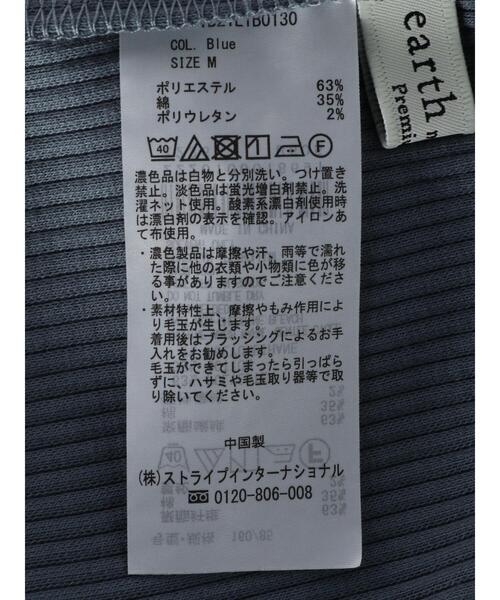 COL. Blue
SIZE M
ポリエステル 63%
綿 35%
ポリウレタン 2%
40
F
濃色品は白物と分別洗い。つけ置き
禁止。淡色品は蛍光増白剤禁止。洗
濯ネット使用。酸素系漂白剤使用時
は漂白剤の表示を確認。アイロンあ
て布使用。
・濃色製品は摩擦や汗、雨等で濡れ
た際に他の衣類や小物類に色が移
る事がありますのでご注意くださ
い。
・素材特性上、摩擦やもみ作用によ
り毛玉が生じます。
着用後はブラッシングによるお手
入れをお勧めします。
毛玉ができてしまったら引っぱら
ずに、ハサミや毛玉取り器等で取
り除いてください。
中国製
(株)ストライプインターナショナル
0120-806-008
earth
Premi